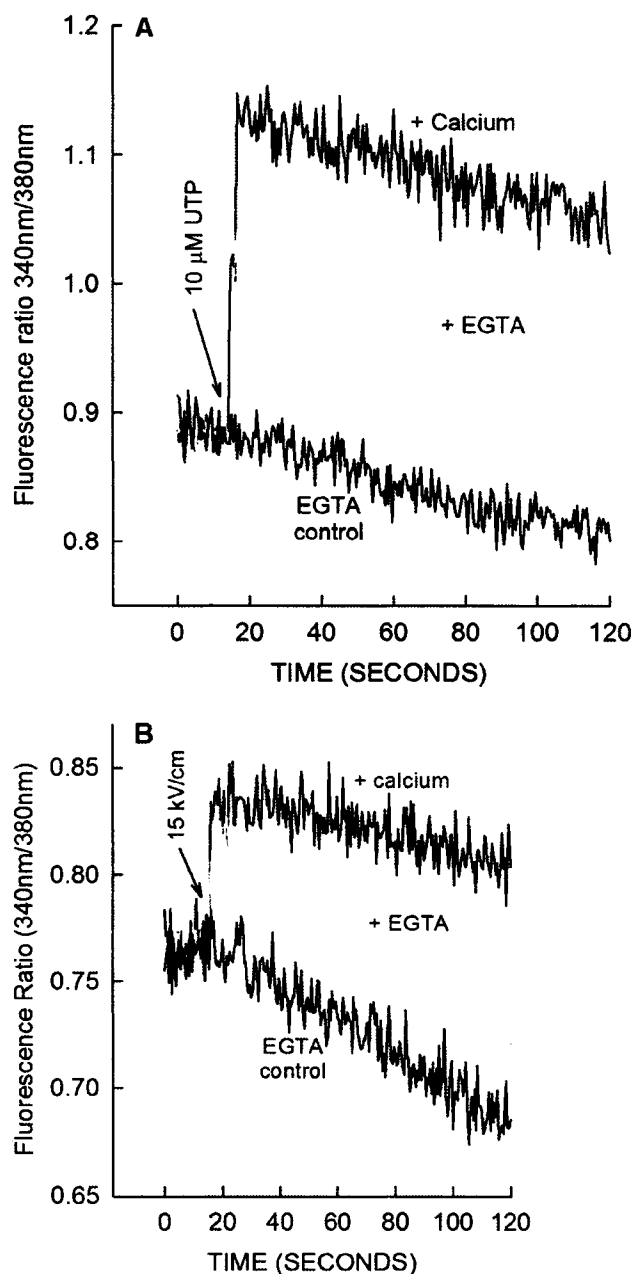 A
1.2
1.1
1.0
0.9
0.8
Fluorescence ratio 340nm/380nm
10 µM UTP
+ Calcium
+ EGTA
EGTA
control
0 20 40 60 80 100 120
TIME (SECONDS)
B
0.85
0.80
0.75
0.70
0.65
Fluorescence Ratio (340nm/380nm)
15 kV/cm
+ calcium
+ EGTA
EGTA
control
0 20 40 60 80 100 120
TIME (SECONDS)